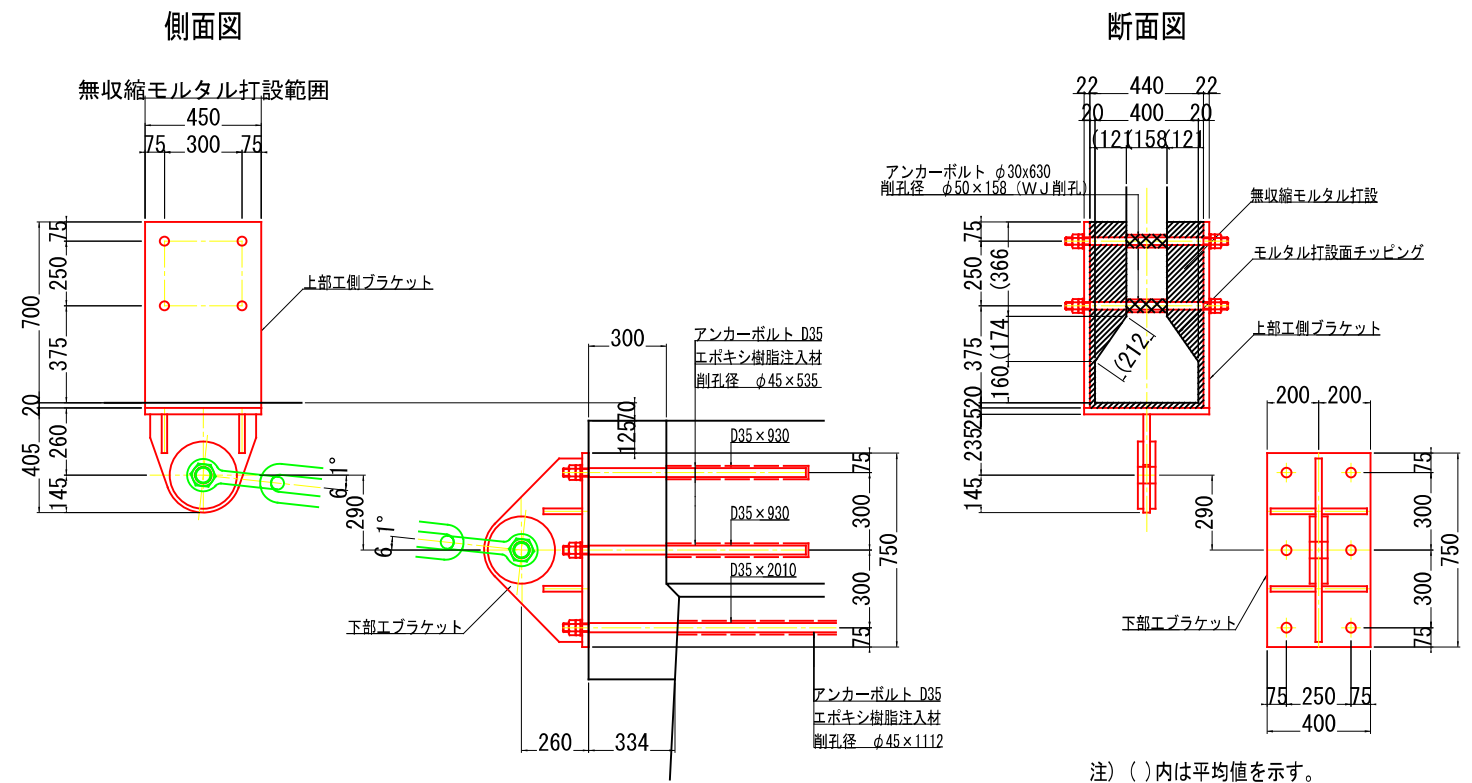 側面図
無収縮モルタル打設範囲
450
75 300 75
75
250
375
700
20
260
145
405
上部工側ブラケット
6.1°
290
6.1°
下部工ブラケット
300
12570
アンカーボルト D35
エポキシ樹脂注入材
削孔径 φ45×535
D35×930
D35×930
D35×2010
75
300
300
75
750
アンカーボルト D35
エポキシ樹脂注入材
削孔径 φ45×1112
260 334
断面図
22 440 22
20 400 20
(121(158(121
アンカーボルト φ30x630
削孔径 φ50×158 (WJ削孔)
無収縮モルタル打設
モルタル打設面チッピング
上部工側ブラケット
75
250
375
(366
(174
160
(212
20
25
235
145
290
200 200
75
300
300
75
750
下部工ブラケット
75 250 75
400
注) ( )内は平均値を示す。